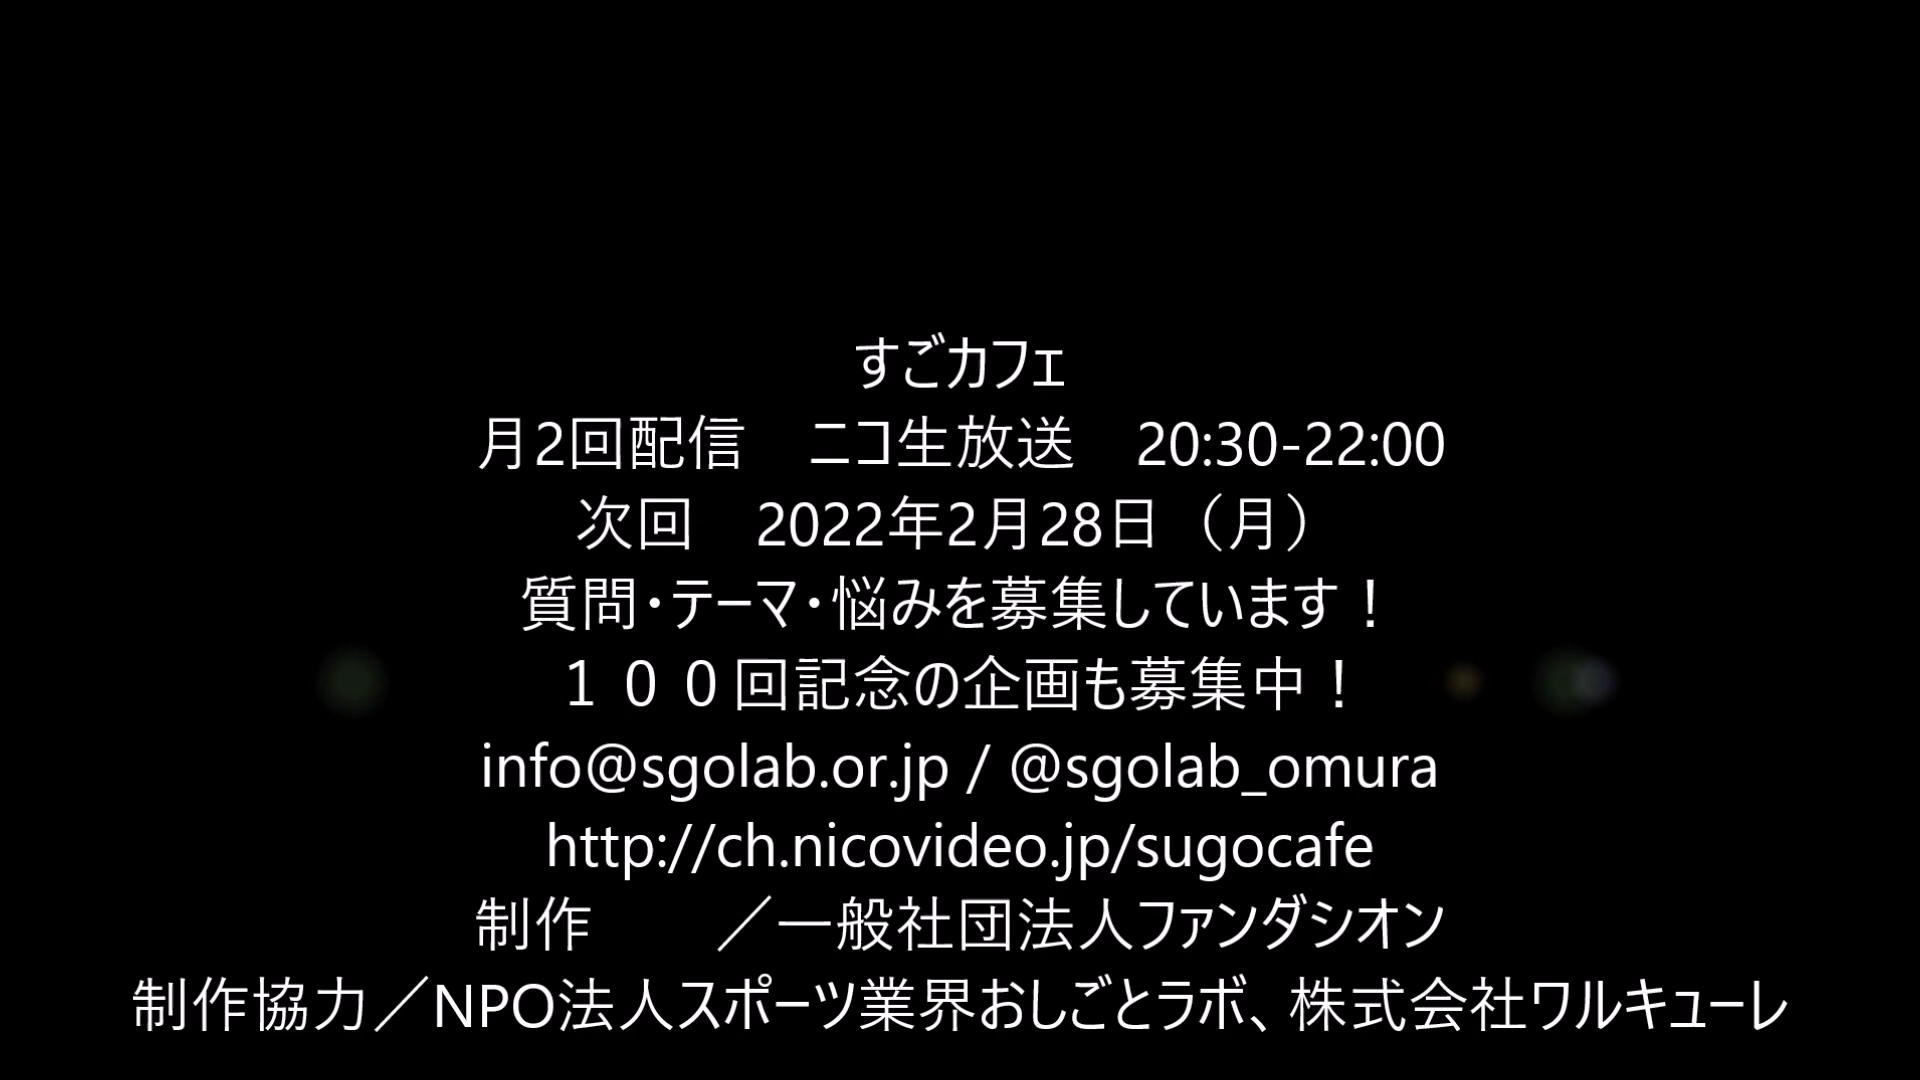 すごカフェ
月2回配信　ニコ生放送　20:30-22:00
次回　2022年2月28日（月）
質問・テーマ・悩みを募集しています！
１００回記念の企画も募集中！
info@sgolab.or.jp / @sgolab_omura
http://ch.nicovideo.jp/sugocafe
制作　　／一般社団法人ファンダシオン
制作協力／NPO法人スポーツ業界おしごとラボ、株式会社ワルキューレ